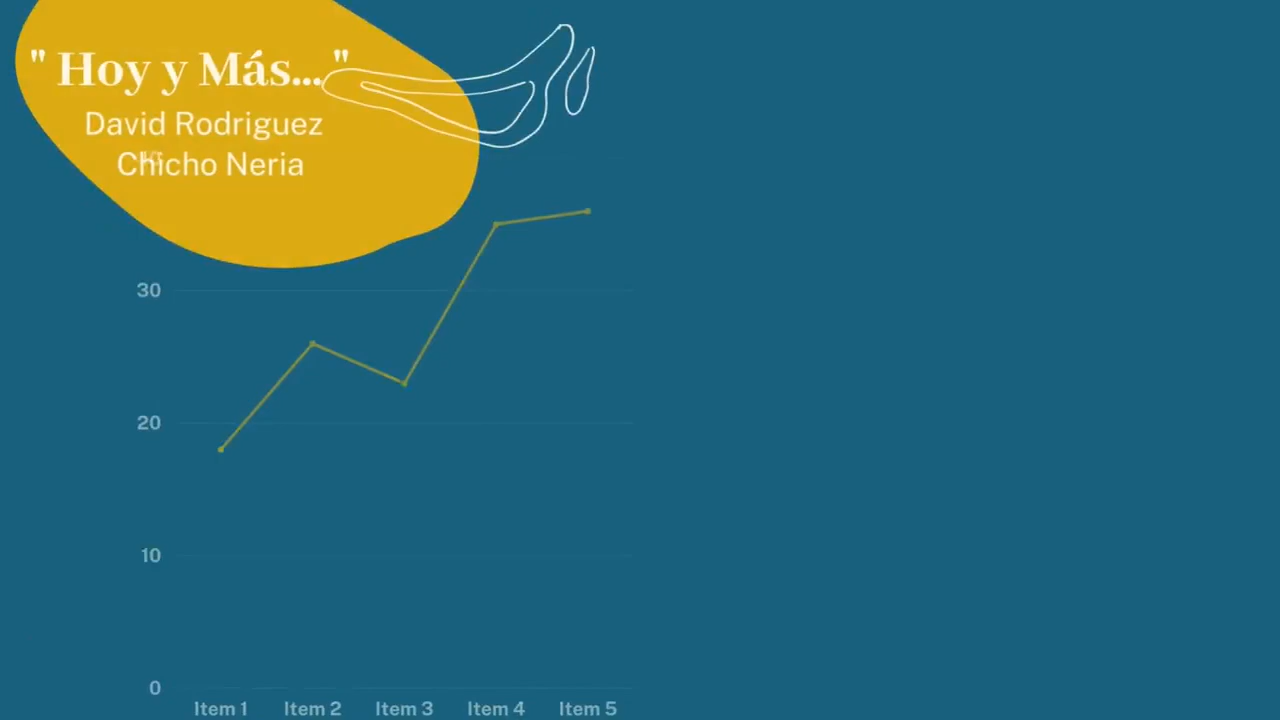 " Hoy y Más... "
David Rodriguez
Chicho Neria
40
30
20
10
0
Item 1 Item 2 Item 3 Item 4 Item 5